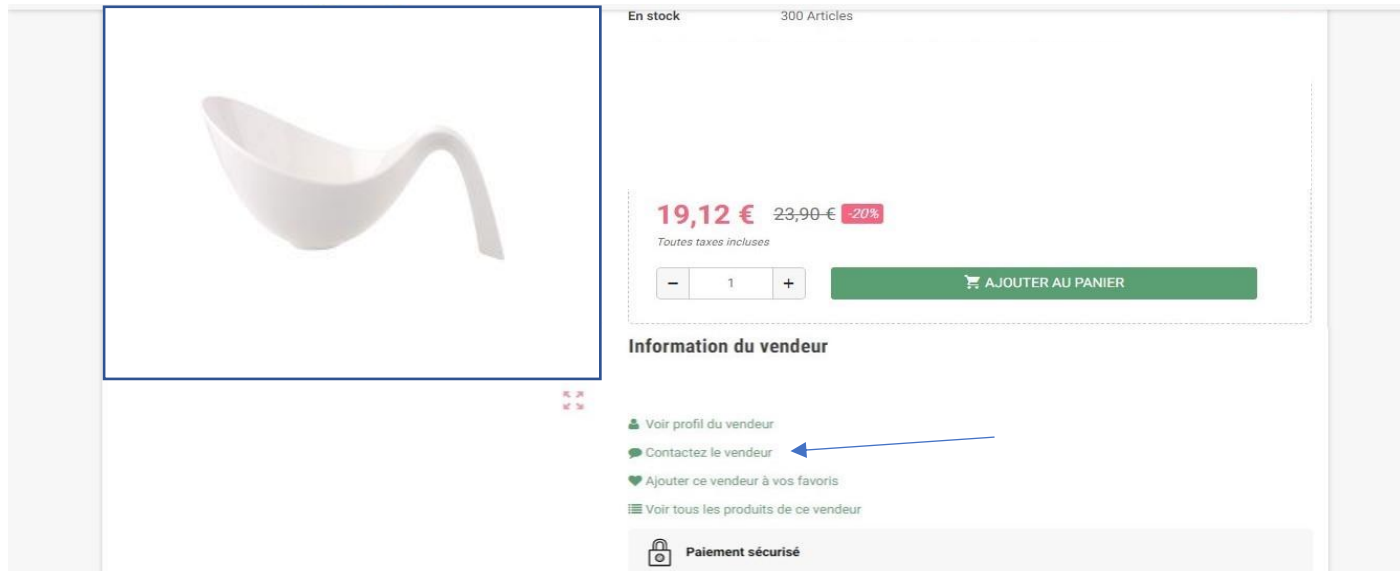 En stock 300 Articles
19,12 € 23,90 € -20%
Toutes taxes incluses
− 1 + AJOUTER AU PANIER
Information du vendeur
Voir profil du vendeur
Contactez le vendeur
Ajouter ce vendeur à vos favoris
Voir tous les produits de ce vendeur
Paiement sécurisé